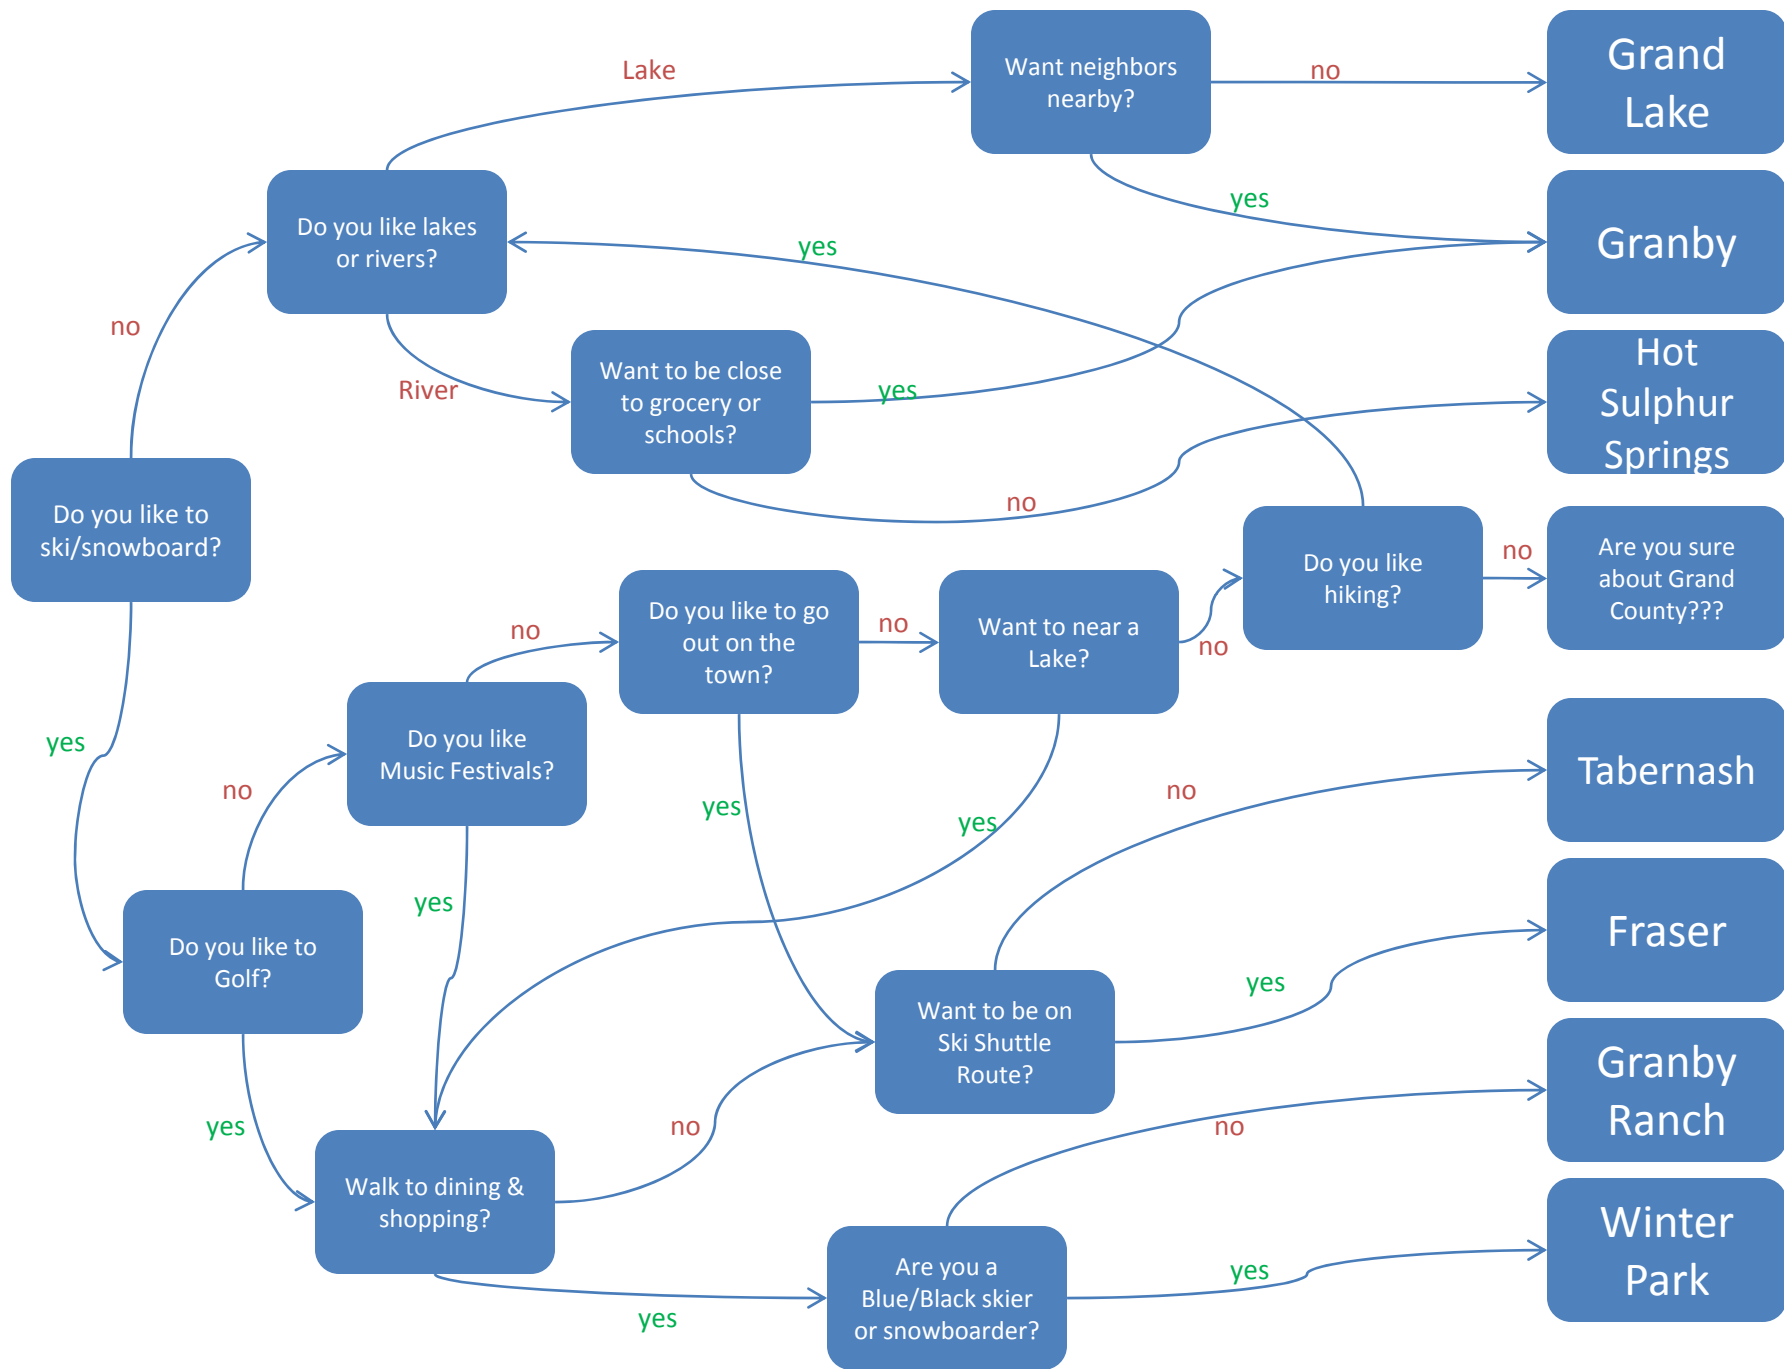 Lake
Want neighbors
nearby?
no
Grand
Lake
Do you like lakes
or rivers?
yes
yes
Granby
no
River
Want to be close
to grocery or
schools?
yes
Hot
Sulphur
Springs
no
Do you like to
ski/snowboard?
Do you like
hiking?
no
Are you sure
about Grand
County???
no
Do you like to go
out on the
town?
no
Want to near a
Lake?
no
yes
Do you like
Music Festivals?
no
yes
yes
no
Tabernash
yes
Do you like to
Golf?
Want to be on
Ski Shuttle
Route?
yes
Fraser
yes
Walk to dining &
shopping?
no
no
Granby
Ranch
yes
Are you a
Blue/Black skier
or snowboarder?
yes
Winter
Park